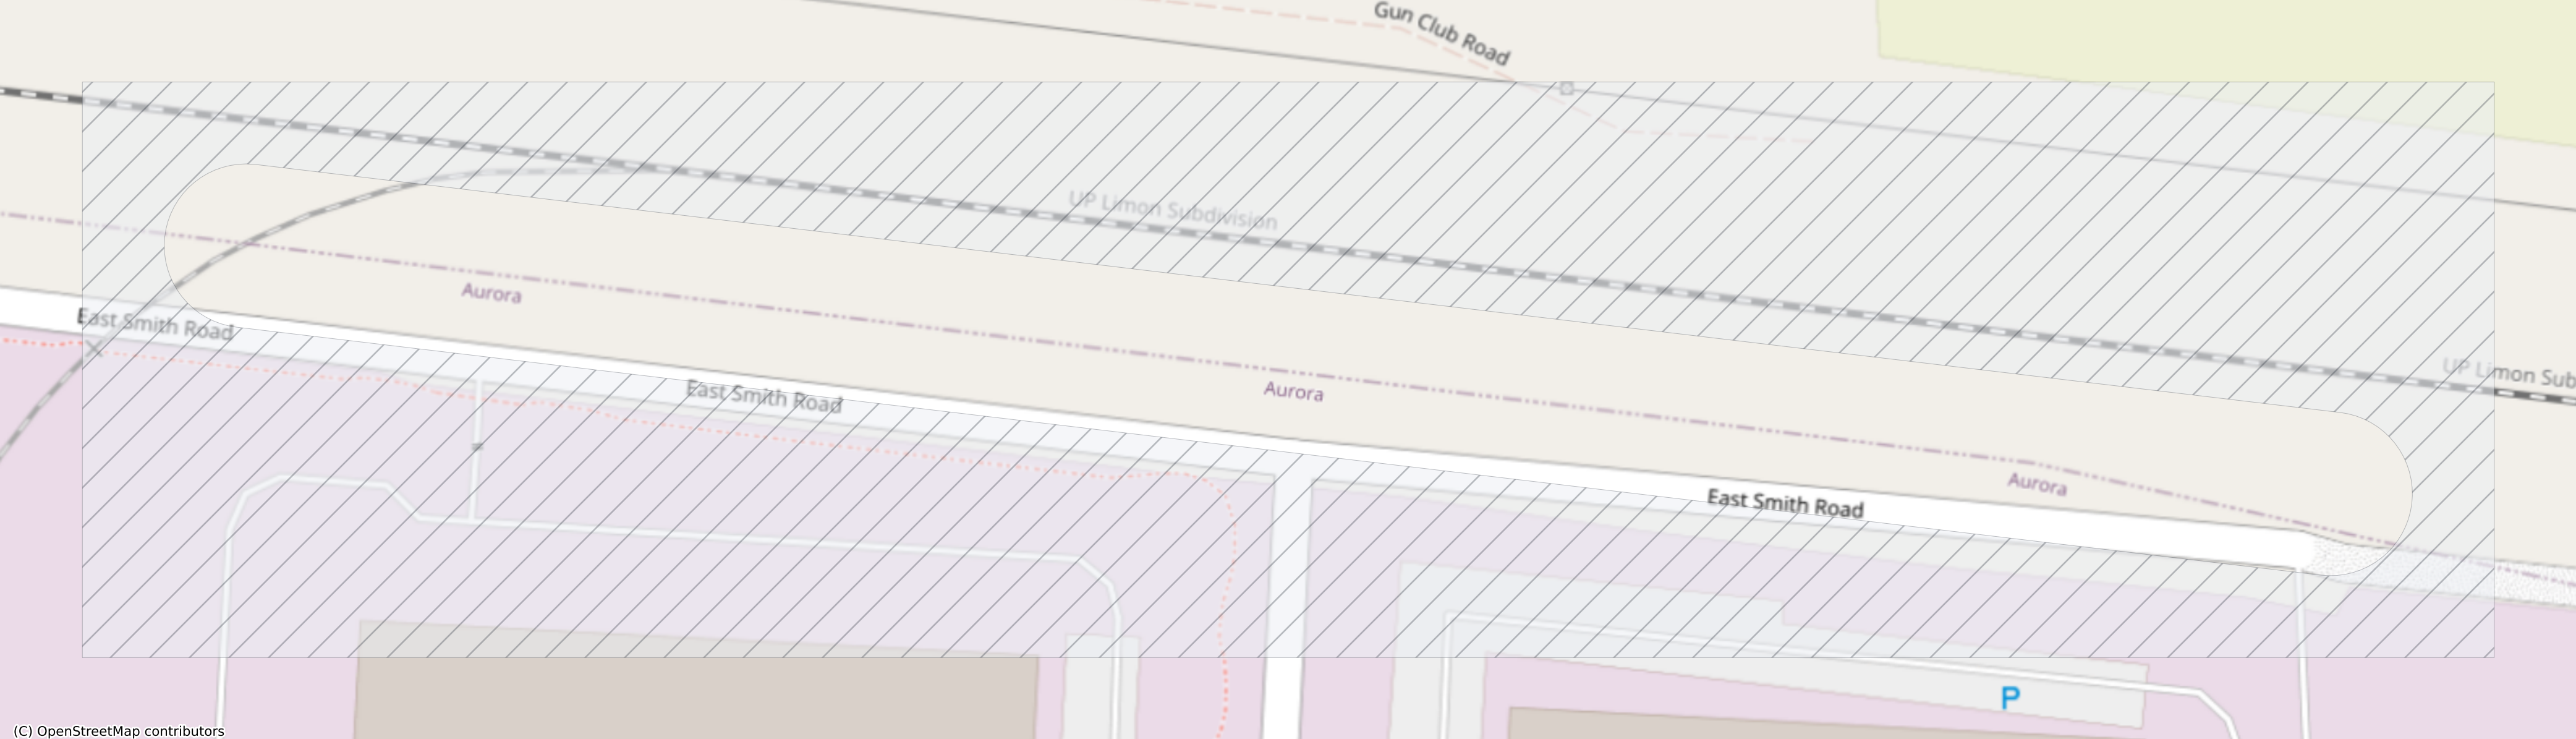 Gun Club Road
UP Limon Subdivision
Aurora
East Smith Road
UP Limon Sub
East Smith Road
Aurora
Aurora
East Smith Road
P
(C) OpenStreetMap contributors